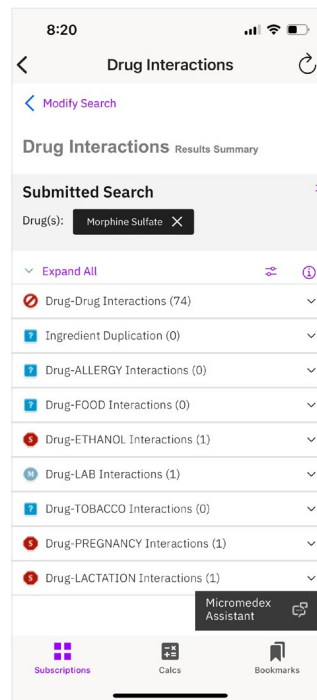 8:20
Drug Interactions
Modify Search
Drug Interactions Results Summary
Submitted Search
Drug(s): Morphine Sulfate X
Expand All
Drug-Drug Interactions (74)
? Ingredient Duplication (0)
? Drug-ALLERGY Interactions (0)
? Drug-FOOD Interactions (0)
S Drug-ETHANOL Interactions (1)
M Drug-LAB Interactions (1)
? Drug-TOBACCO Interactions (0)
S Drug-PREGNANCY Interactions (1)
S Drug-LACTATION Interactions (1)
Micromedex
Assistant
Subscriptions Calcs Bookmarks